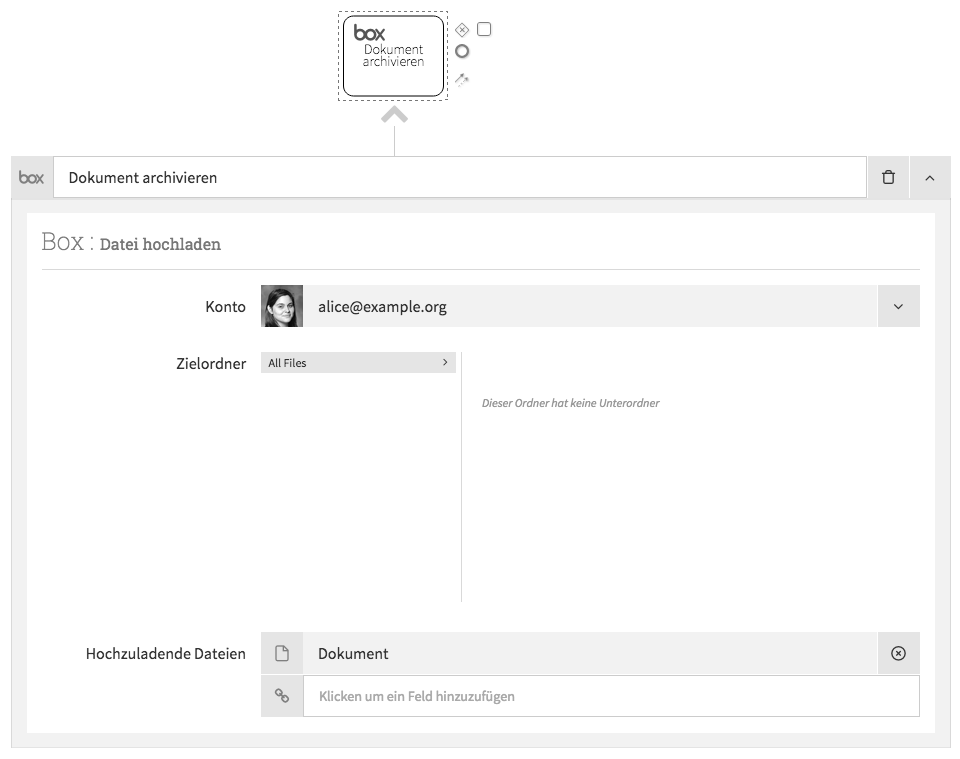 box
Dokument
archivieren
box
Dokument archivieren
Box : Datei hochladen
Konto
alice@example.org
Zielordner
All Files
Dieser Ordner hat keine Unterordner
Hochzuladende Dateien
Dokument
Klicken um ein Feld hinzuzufügen